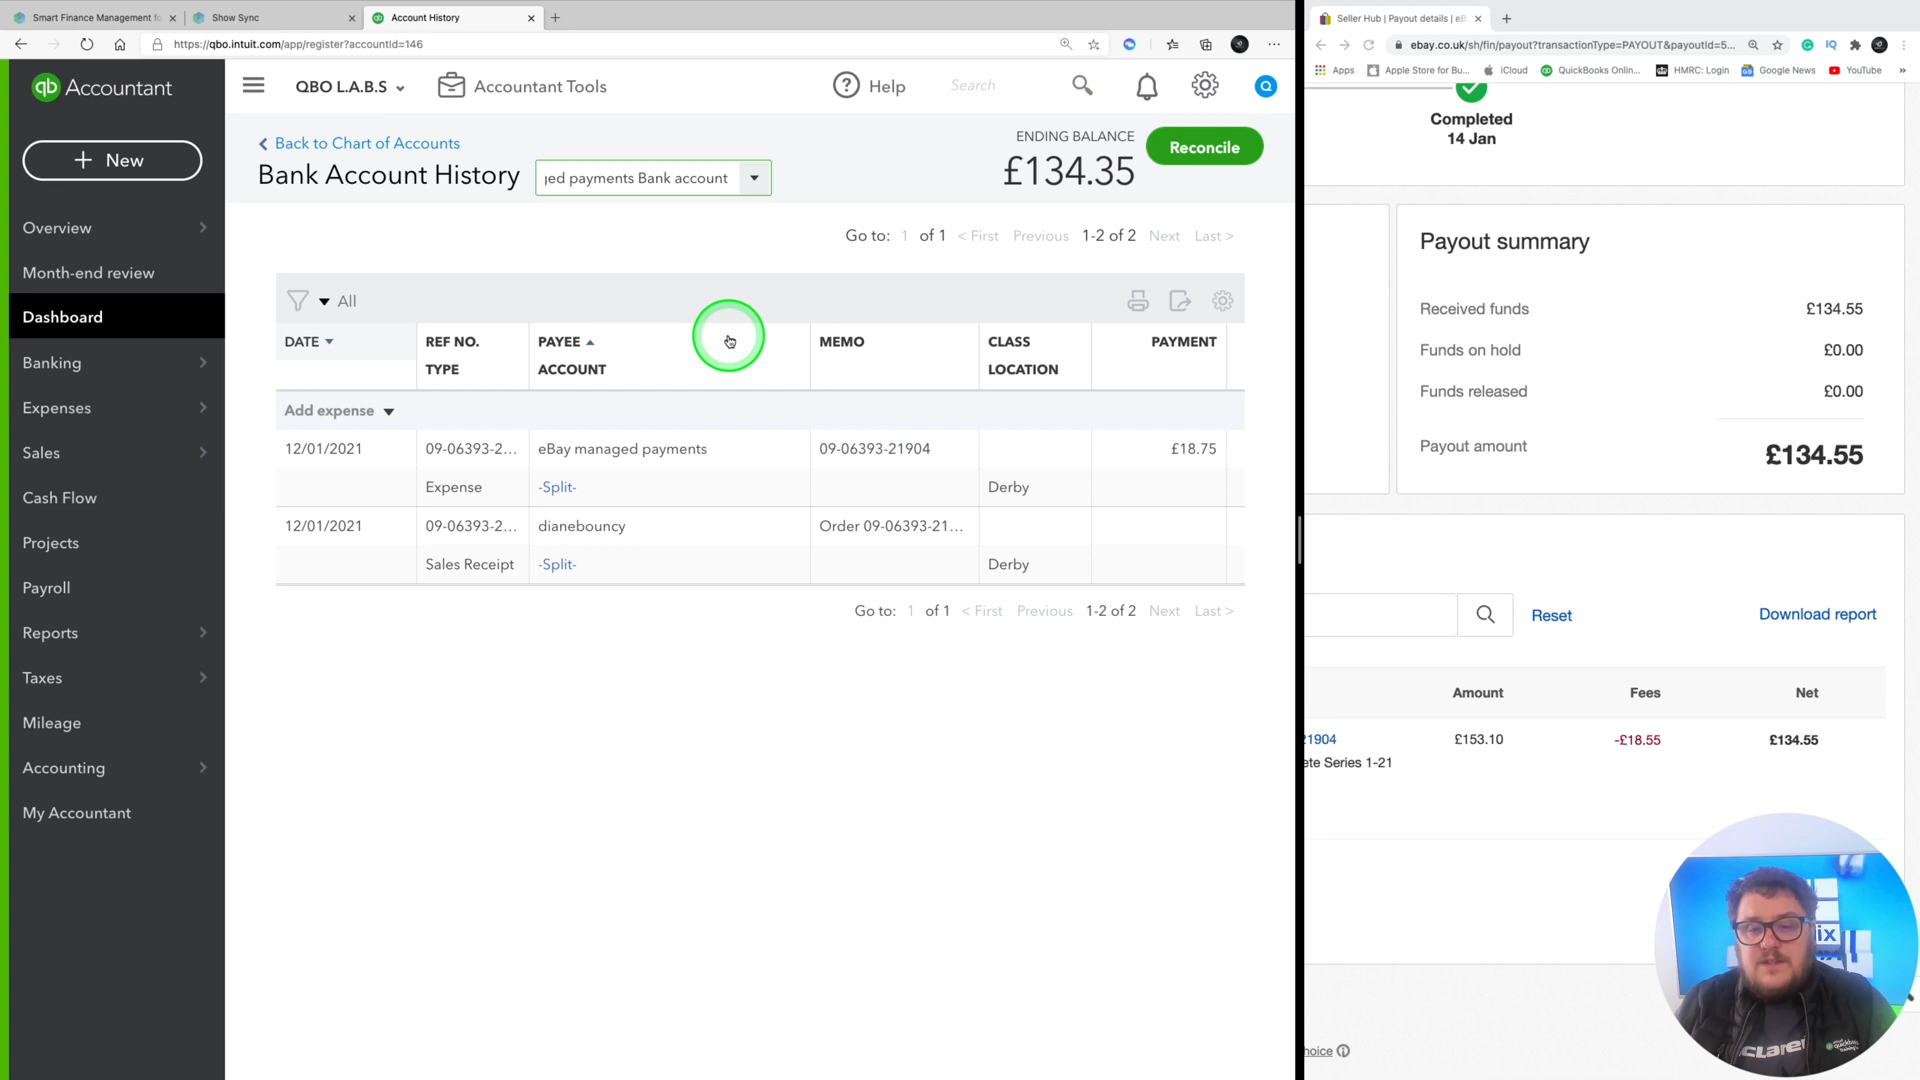 Smart Finance Management fo
Show Sync
Account History
https://qbo.intuit.com/app/register?accountId=146
qb Accountant
QBO L.A.B.S
Accountant Tools
Help
Search
Q
+ New
Overview
Month-end review
Dashboard
Banking
Expenses
Sales
Cash Flow
Projects
Payroll
Reports
Taxes
Mileage
Accounting
My Accountant
Back to Chart of Accounts
Bank Account History
ged payments Bank account
ENDING BALANCE
£134.35
Reconcile
Go to: 1 of 1 < First Previous 1-2 of 2 Next Last >
All
DATE REF NO. PAYEE MEMO CLASS PAYMENT
TYPE ACCOUNT LOCATION
Add expense
12/01/2021 09-06393-2... eBay managed payments 09-06393-21904 £18.75
Expense -Split- Derby
12/01/2021 09-06393-2... dianebouncy Order 09-06393-21...
Sales Receipt -Split- Derby
Go to: 1 of 1 < First Previous 1-2 of 2 Next Last >
Seller Hub | Payout details | eB
ebay.co.uk/sh/fin/payout?transactionType=PAYOUT&payoutId=5...
Apps Apple Store for Bu... iCloud QuickBooks Onlin... HMRC: Login Google News YouTube »
Completed
14 Jan
Payout summary
Received funds £134.55
Funds on hold £0.00
Funds released £0.00
Payout amount £134.55
Reset
Download report
Amount Fees Net
21904 £153.10 -£18.55 £134.55
ete Series 1-21
hoice
ix